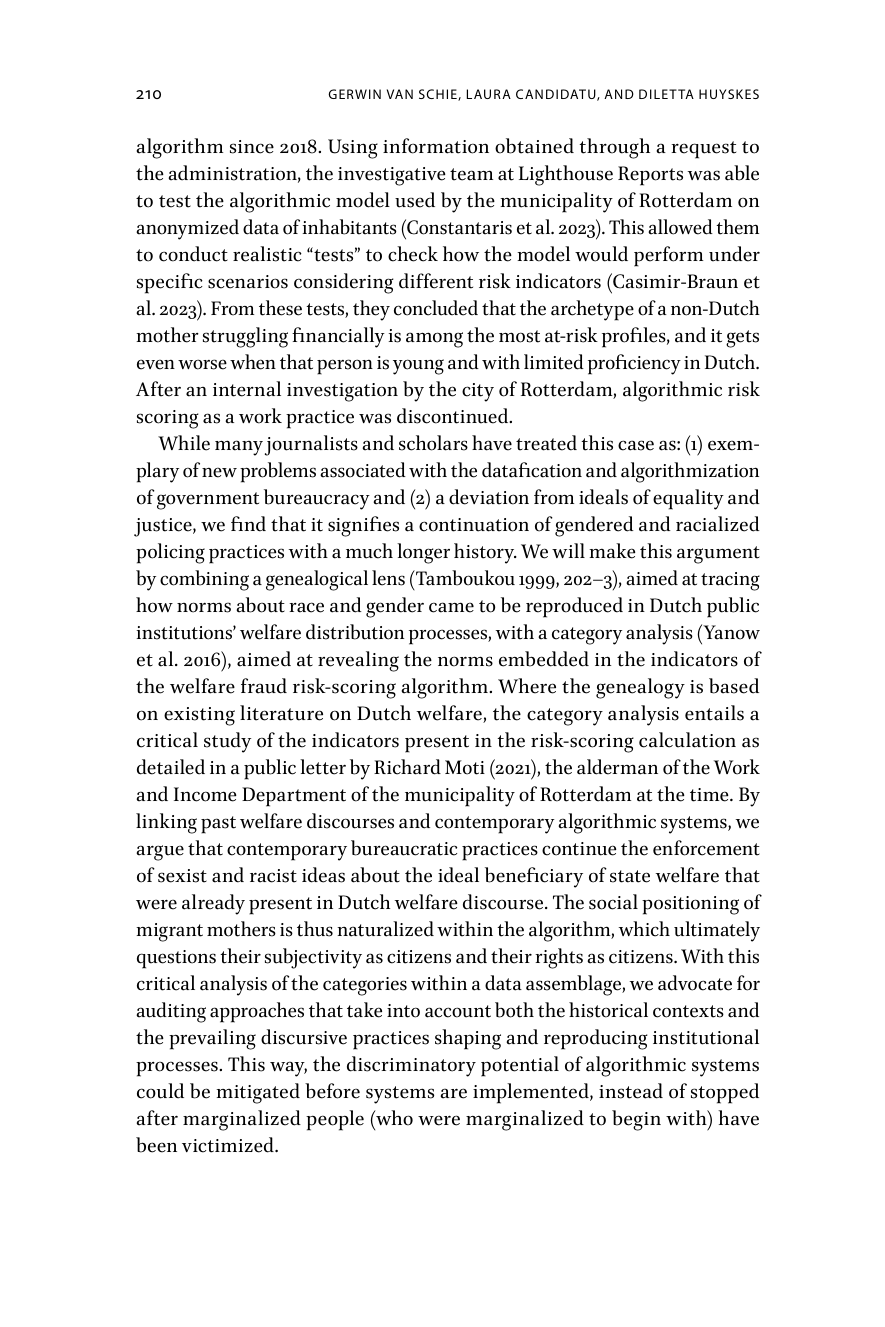 210 GERWIN VAN SCHIE, LAURA CANDIDATU, AND DILETTA HUYSKES
algorithm since 2018. Using information obtained through a request to
the administration, the investigative team at Lighthouse Reports was able
to test the algorithmic model used by the municipality of Rotterdam on
anonymized data of inhabitants (Constantaris et al. 2023). This allowed them
to conduct realistic “tests” to check how the model would perform under
specific scenarios considering different risk indicators (Casimir-Braun et
al. 2023). From these tests, they concluded that the archetype of a non-Dutch
mother struggling financially is among the most at-risk profiles, and it gets
even worse when that person is young and with limited proficiency in Dutch.
After an internal investigation by the city of Rotterdam, algorithmic risk
scoring as a work practice was discontinued.
While many journalists and scholars have treated this case as: (1) exem-
plary of new problems associated with the datafication and algorithmization
of government bureaucracy and (2) a deviation from ideals of equality and
justice, we find that it signifies a continuation of gendered and racialized
policing practices with a much longer history. We will make this argument
by combining a genealogical lens (Tamboukou 1999, 202–3), aimed at tracing
how norms about race and gender came to be reproduced in Dutch public
institutions’ welfare distribution processes, with a category analysis (Yanow
et al. 2016), aimed at revealing the norms embedded in the indicators of
the welfare fraud risk-scoring algorithm. Where the genealogy is based
on existing literature on Dutch welfare, the category analysis entails a
critical study of the indicators present in the risk-scoring calculation as
detailed in a public letter by Richard Moti (2021), the alderman of the Work
and Income Department of the municipality of Rotterdam at the time. By
linking past welfare discourses and contemporary algorithmic systems, we
argue that contemporary bureaucratic practices continue the enforcement
of sexist and racist ideas about the ideal beneficiary of state welfare that
were already present in Dutch welfare discourse. The social positioning of
migrant mothers is thus naturalized within the algorithm, which ultimately
questions their subjectivity as citizens and their rights as citizens. With this
critical analysis of the categories within a data assemblage, we advocate for
auditing approaches that take into account both the historical contexts and
the prevailing discursive practices shaping and reproducing institutional
processes. This way, the discriminatory potential of algorithmic systems
could be mitigated before systems are implemented, instead of stopped
after marginalized people (who were marginalized to begin with) have
been victimized.